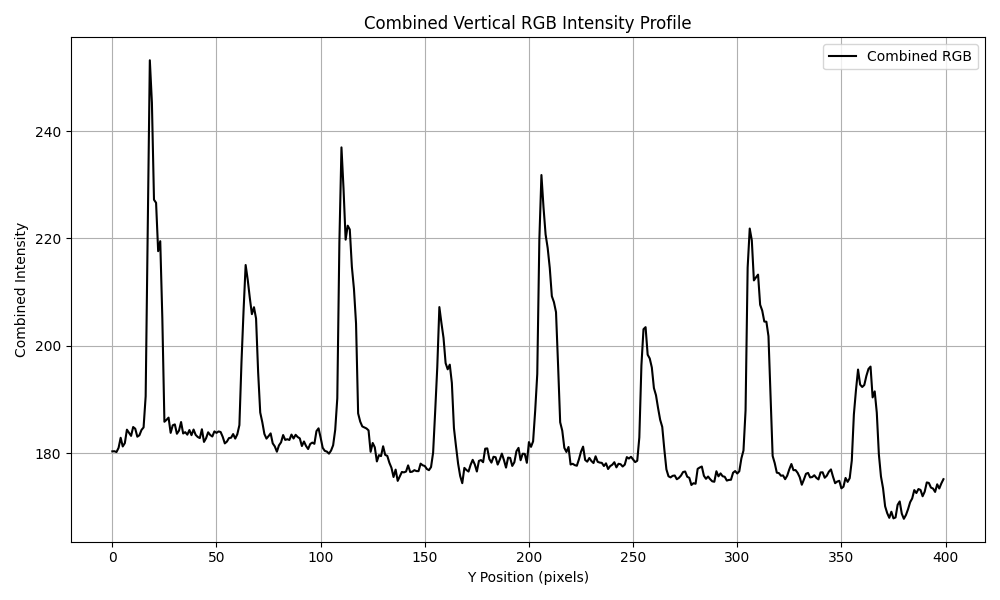 Combined Vertical RGB Intensity Profile
Combined RGB
Combined Intensity
240
220
200
180
0 50 100 150 200 250 300 350 400
Y Position (pixels)